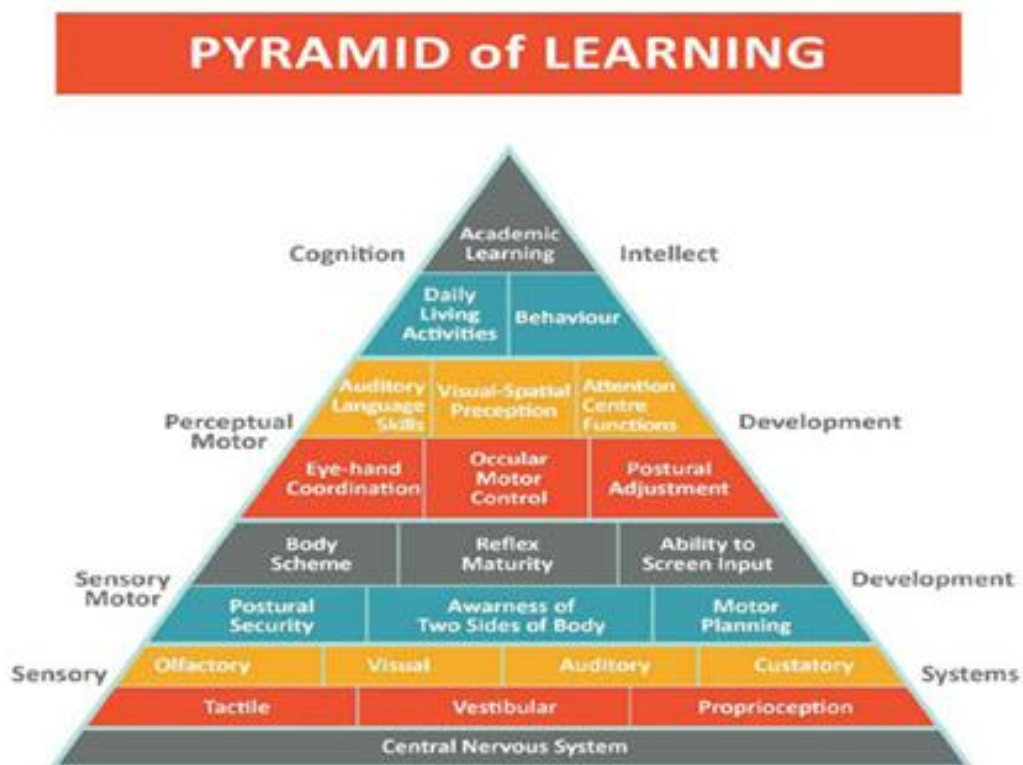 PYRAMID of LEARNING
Cognition
Academic
Learning
Intellect
Daily
Living
Activities
Behaviour
Perceptual
Motor
Auditory
Language
Skills
Visual-Spatial
Preception
Attention
Centre
Functions
Development
Eye-hand
Coordination
Occular
Motor
Control
Postural
Adjustment
Sensory
Motor
Body
Scheme
Reflex
Maturity
Ability to
Screen Input
Development
Postural
Security
Awarness of
Two Sides of Body
Motor
Planning
Sensory
Olfactory
Visual
Auditory
Custatory
Systems
Tactile
Vestibular
Proprioception
Central Nervous System